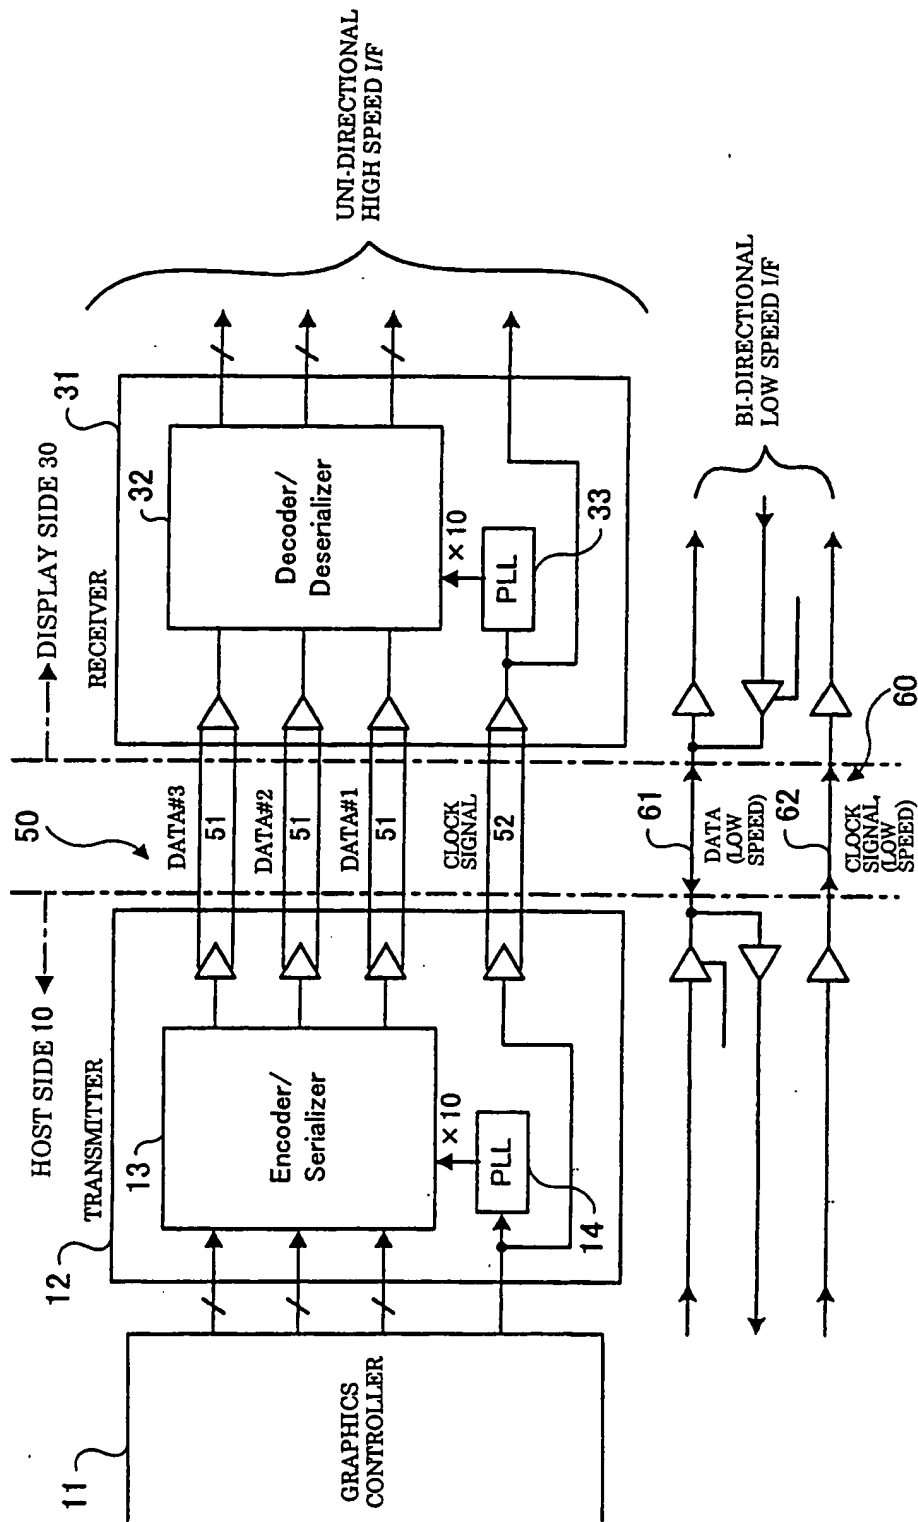 HOST SIDE 10
DISPLAY SIDE 30
50
11
GRAPHICS
CONTROLLER
12
TRANSMITTER
13
Encoder/
Serializer
×10
PLL
14
DATA#3
51
DATA#2
51
DATA#1
51
CLOCK
SIGNAL
52
RECEIVER
31
32
Decoder/
Deserializer
×10
PLL
33
UNI-DIRECTIONAL
HIGH SPEED I/F
61
DATA
(LOW
SPEED)
62
CLOCK
SIGNAL,
(LOW
SPEED)
60
BI-DIRECTIONAL
LOW SPEED I/F